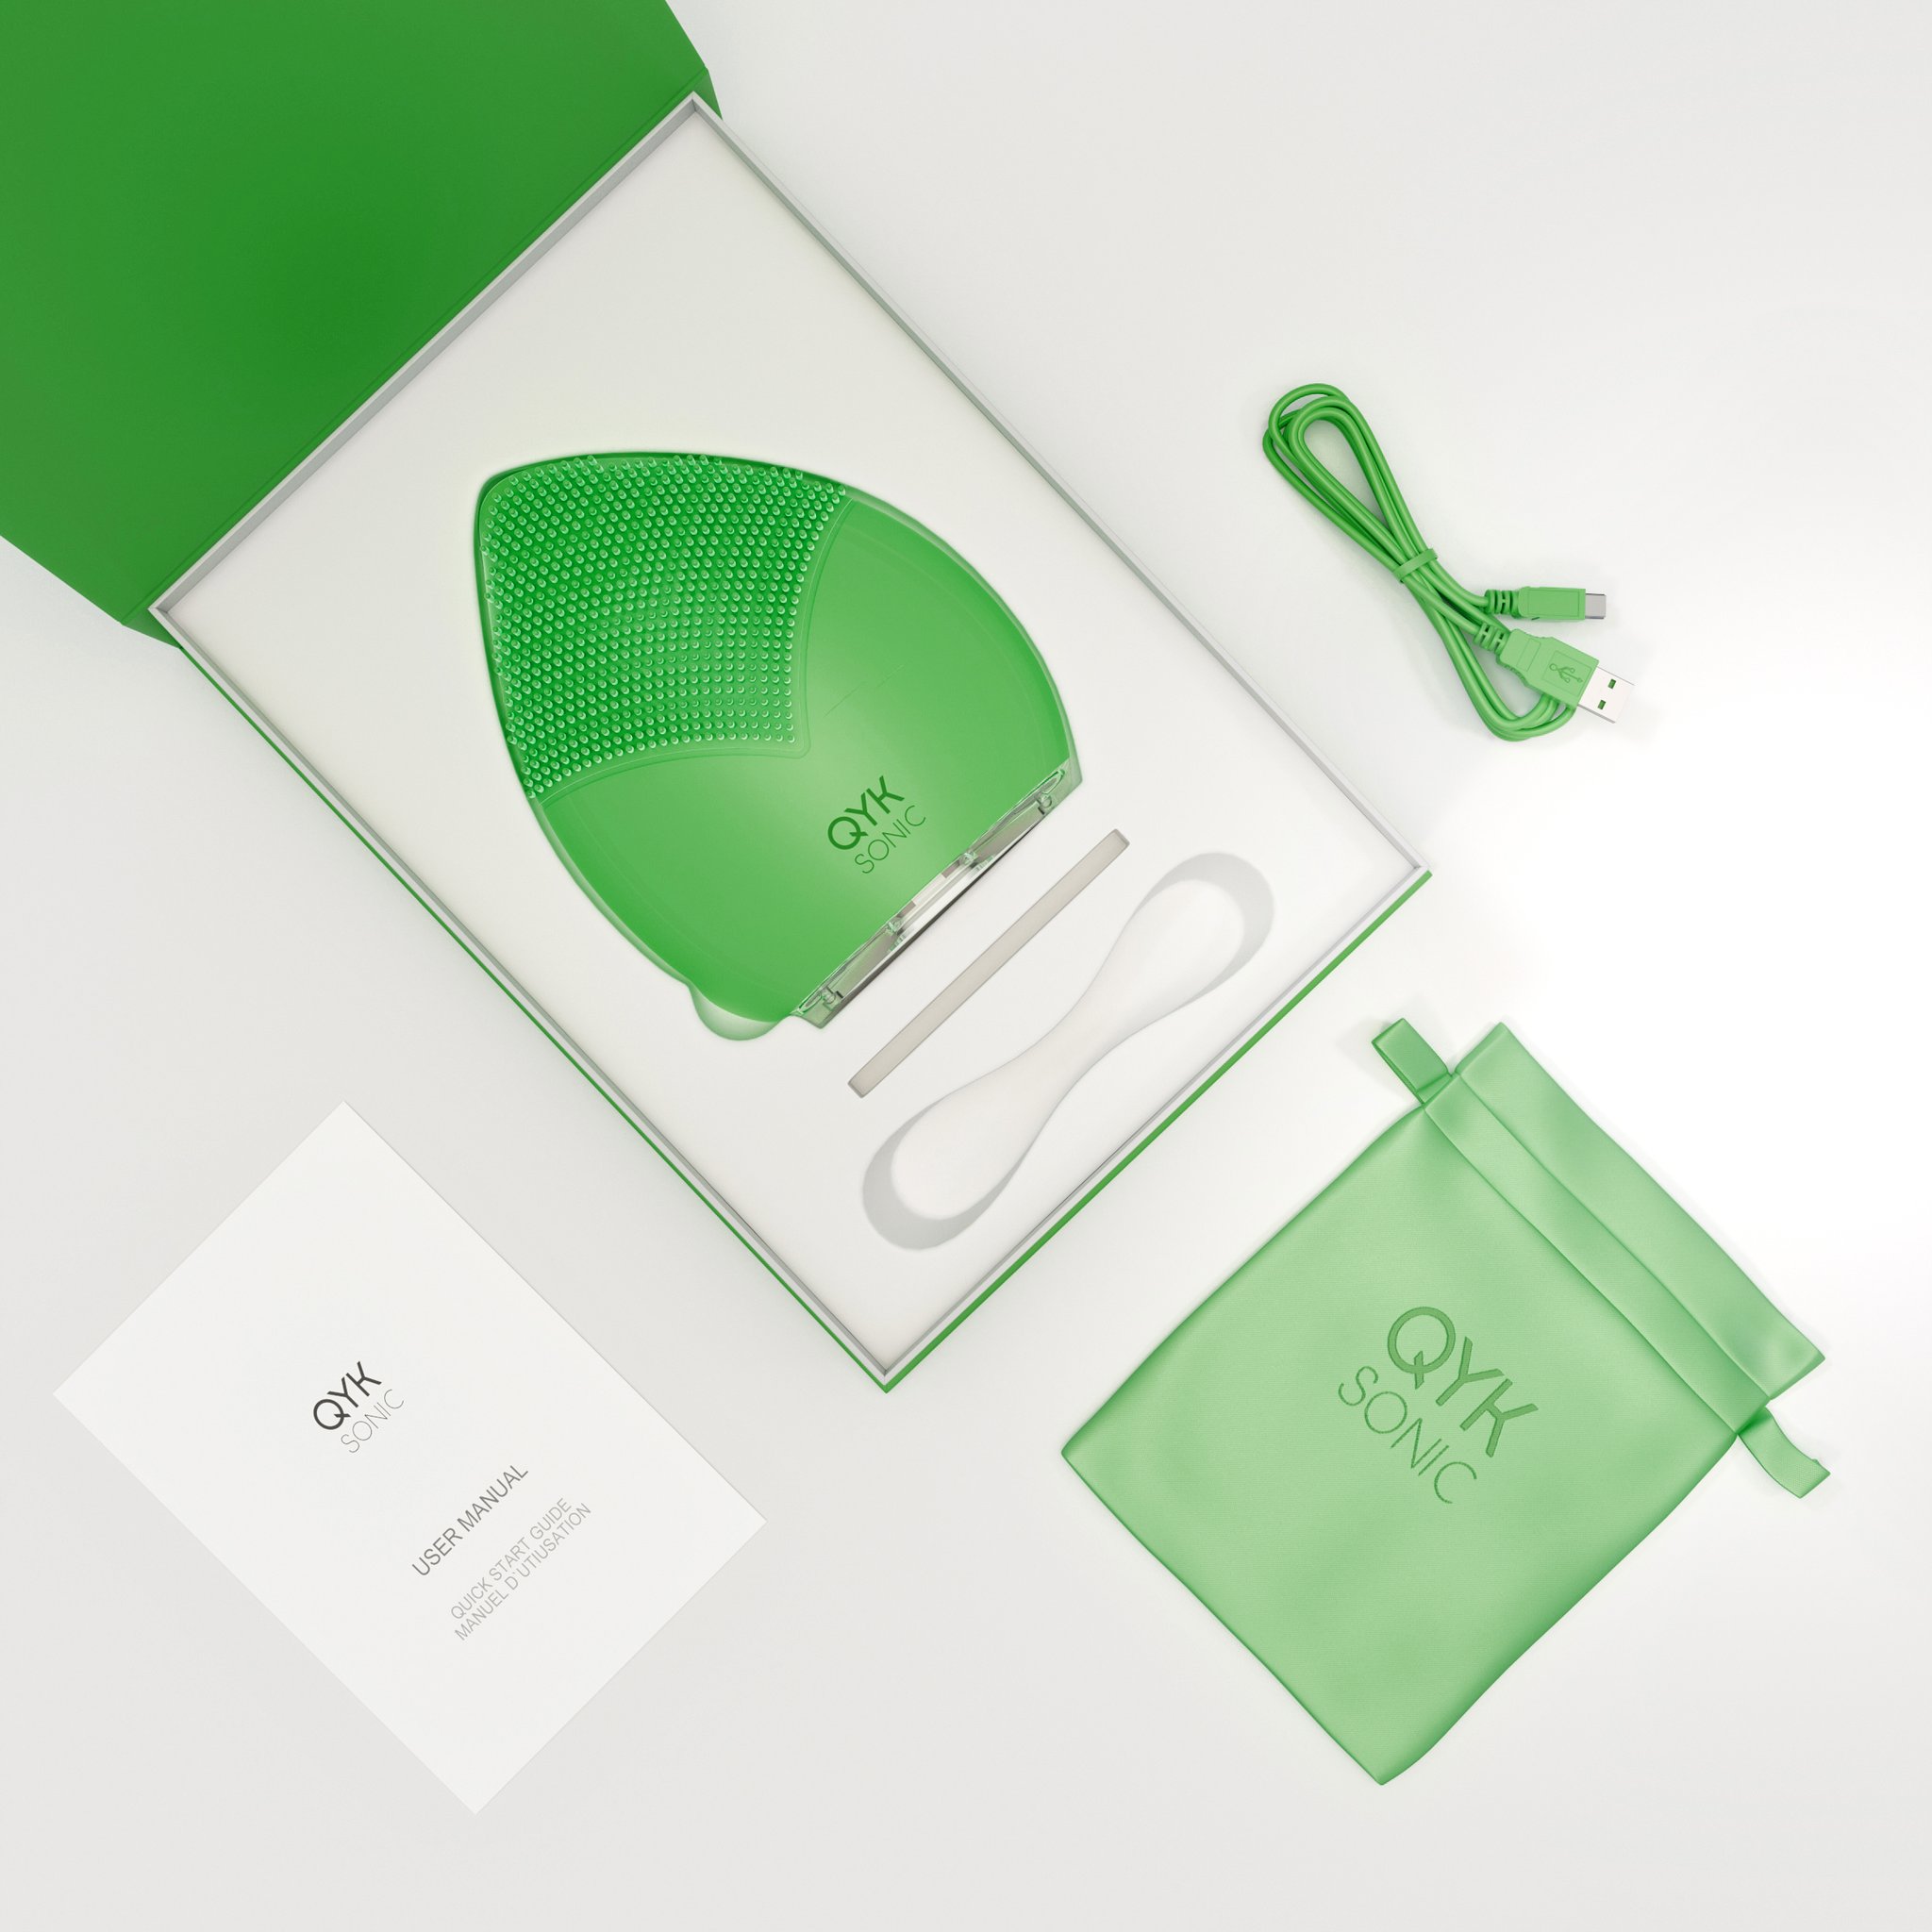 QYK
SONIC
QYK
SONIC
USER MANUAL
QUICK START GUIDE
MANUEL D'UTIUSATION
QYK
SONIC